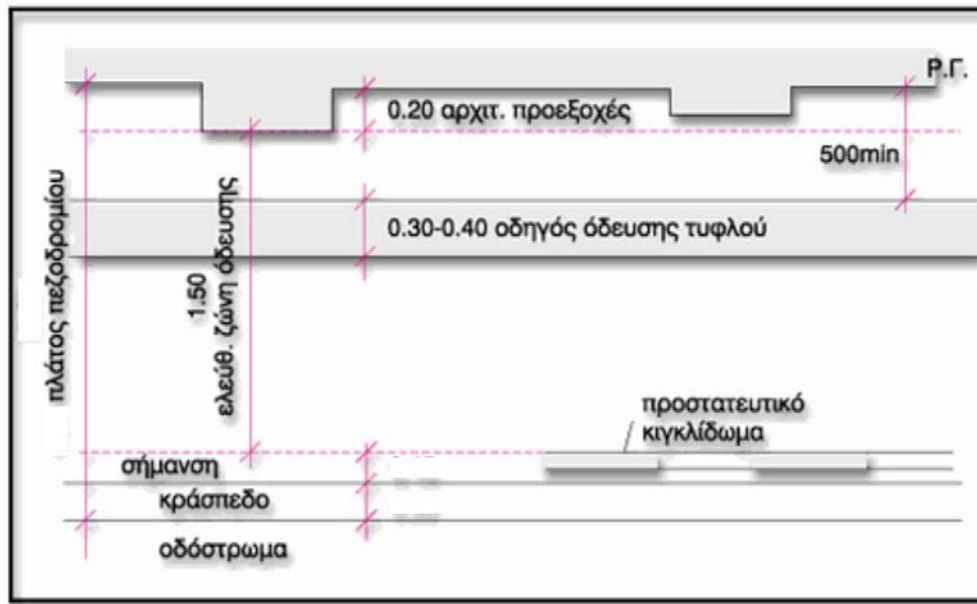 Ρ.Γ.
0.20 αρχιτ. προεξοχές
500min
0.30-0.40 οδηγός όδευσης τυφλού
πλάτος πεζοδρομίου
1.50
ελεύθ. ζώνη όδευσης
προστατευτικό
κιγκλίδωμα
σήμανση
κράσπεδο
οδόστρωμα